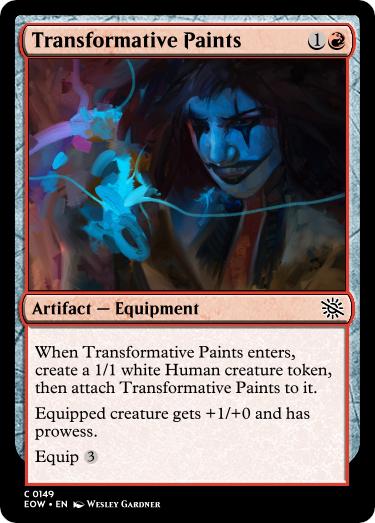 Transformative Paints 1
Artifact — Equipment
When Transformative Paints enters,
create a 1/1 white Human creature token,
then attach Transformative Paints to it.
Equipped creature gets +1/+0 and has
prowess.
Equip 3
C 0149
EOW • EN Wesley Gardner